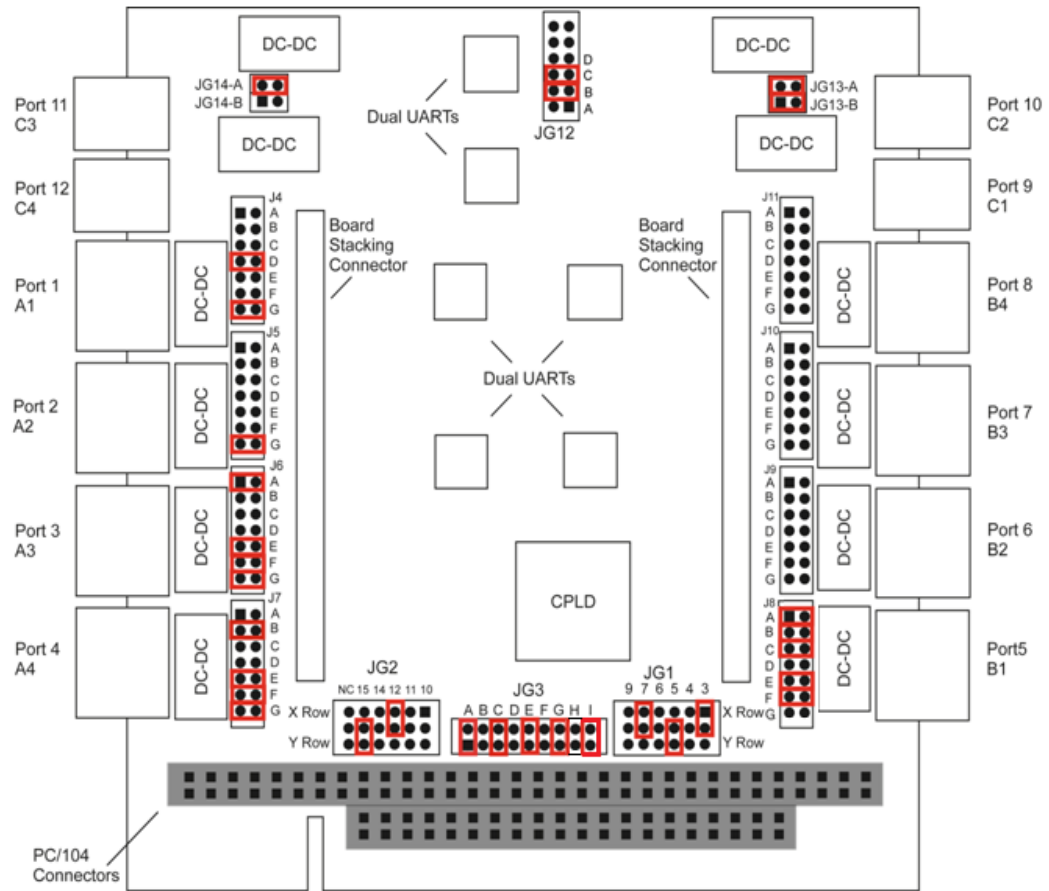 DC-DC
DC-DC
JG14-A
JG14-B
D
C
B
A
JG12
JG13-A
JG13-B
Port 11
C3
Dual UARTs
Port 10
C2
DC-DC
DC-DC
Port 12
C4
Port 9
C1
J4
A
B
C
D
E
F
G
Board
Stacking
Connector
Board
Stacking
Connector
J11
A
B
C
D
E
F
G
Port 1
A1
DC-DC
DC-DC
Port 8
B4
J5
A
B
C
D
E
F
G
Dual UARTs
J10
A
B
C
D
E
F
G
Port 2
A2
DC-DC
DC-DC
Port 7
B3
J6
A
B
C
D
E
F
G
J9
A
B
C
D
E
F
G
Port 3
A3
DC-DC
DC-DC
Port 6
B2
CPLD
J7
A
B
C
D
E
F
G
J8
A
B
C
D
E
F
G
Port 4
A4
DC-DC
DC-DC
Port5
B1
JG2
NC 15 14 12 11 10
X Row
Y Row
JG3
A B C D E F G H I
JG1
9 7 6 5 4 3
X Row
Y Row
PC/104
Connectors